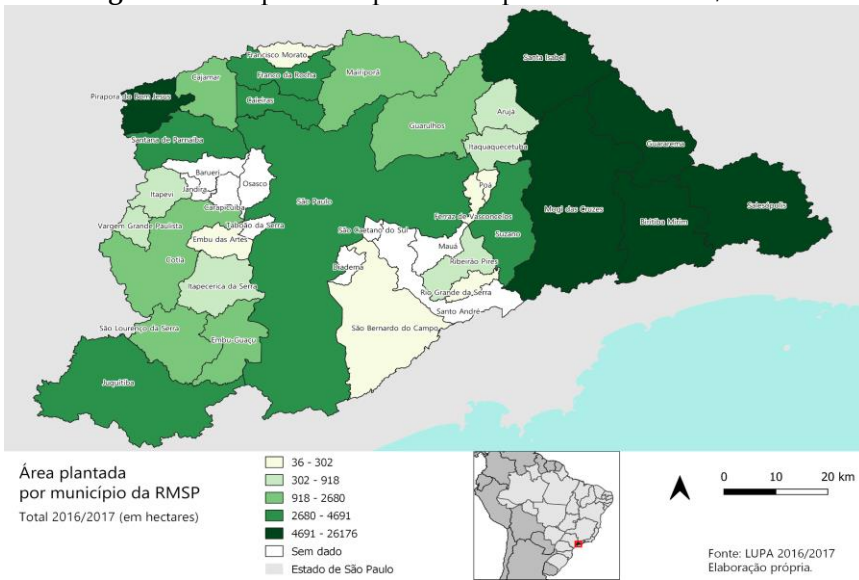 Francisco Morato
Cajamar
Franco da Rocha
Mairiporã
Santa Isabel
Pirapora do Bom Jesus
Caieiras
Arujá
Guarulhos
Santana de Parnaíba
Itaquaquecetuba
Guararema
Barueri
Jandira
Osasco
Poá
Itapevi
Carapicuíba
São Paulo
Salesópolis
Mogi das Cruzes
Vargem Grande Paulista
Taboão da Serra
Ferraz de Vasconcelos
Biritiba Mirim
São Caetano do Sul
Suzano
Embu das Artes
Mauá
Cotia
Diadema
Ribeirão Pires
Itapecerica da Serra
Rio Grande da Serra
Santo André
São Lourenço da Serra
São Bernardo do Campo
Embu-Guaçu
Juquitiba
Área plantada
por município da RMSP
Total 2016/2017 (em hectares)
36 - 302
302 - 918
918 - 2680
2680 - 4691
4691 - 26176
Sem dado
Estado de São Paulo
0 10 20 km
Fonte: LUPA 2016/2017
Elaboração própria.